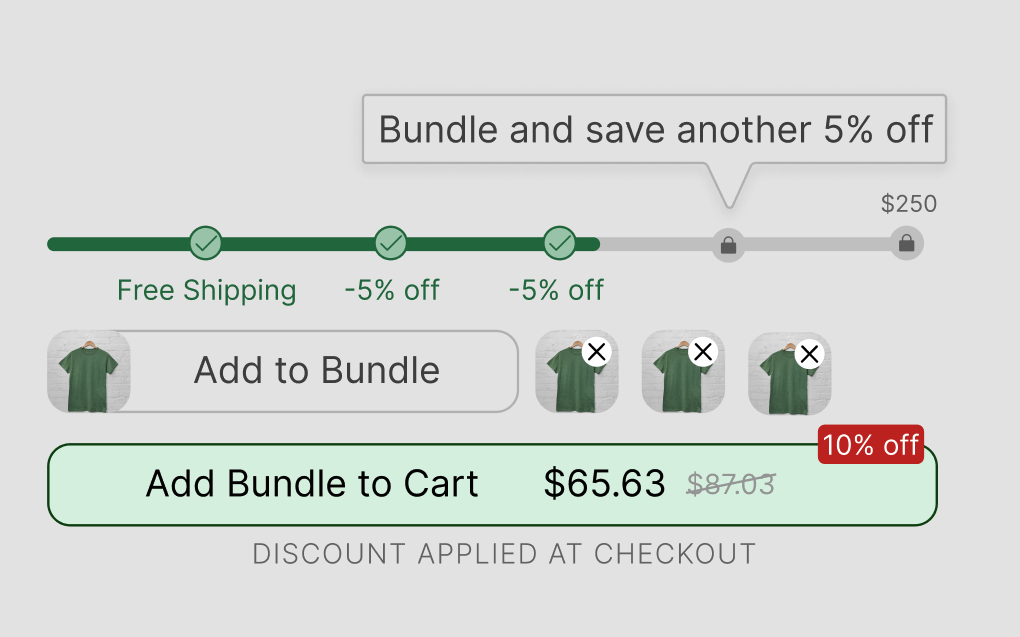 Bundle and save another 5% off
$250
Free Shipping -5% off -5% off
Add to Bundle
10% off
Add Bundle to Cart $65.63 $87.03
DISCOUNT APPLIED AT CHECKOUT